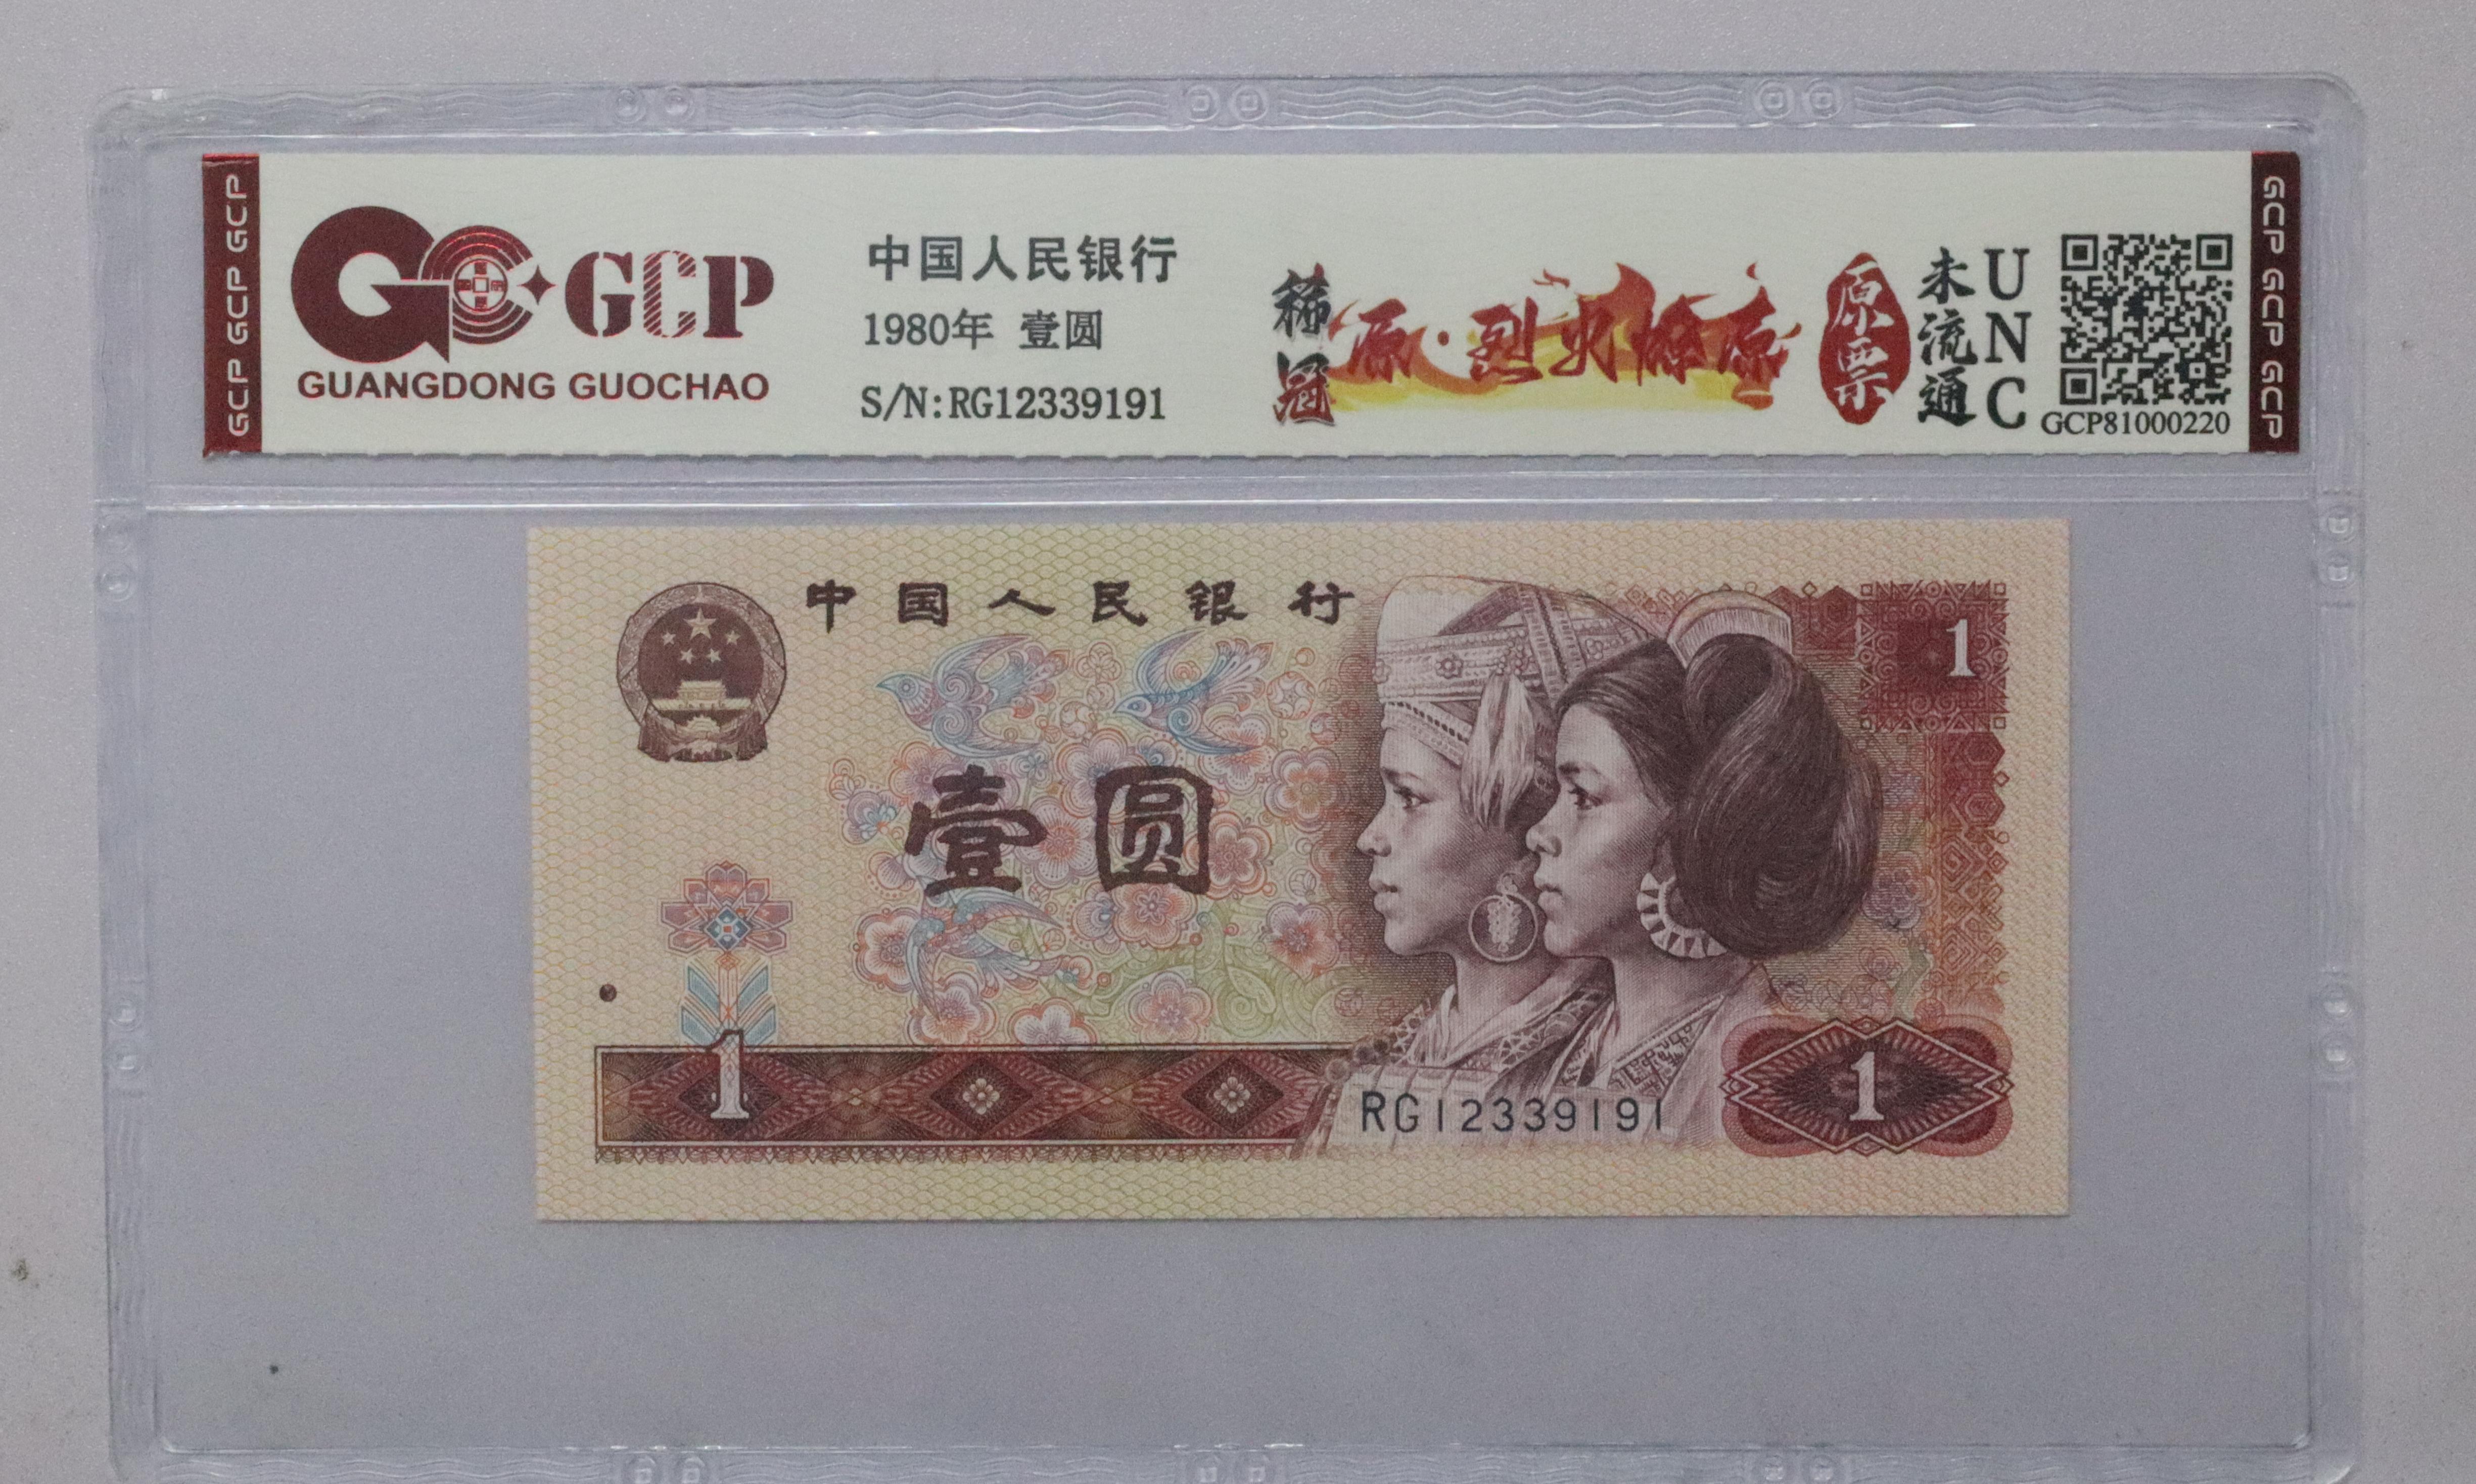 GCP GCP GCP
GCP
GUANGDONG GUOCHAO
中国人民银行
1980年 壹圆
S/N:RG12339191
稀冠
原·烈火燎原
原票
未流通
UNC
GCP81000220
GCP GCP GCP
中国人民银行
1
壹圆
1
RG12339191
1